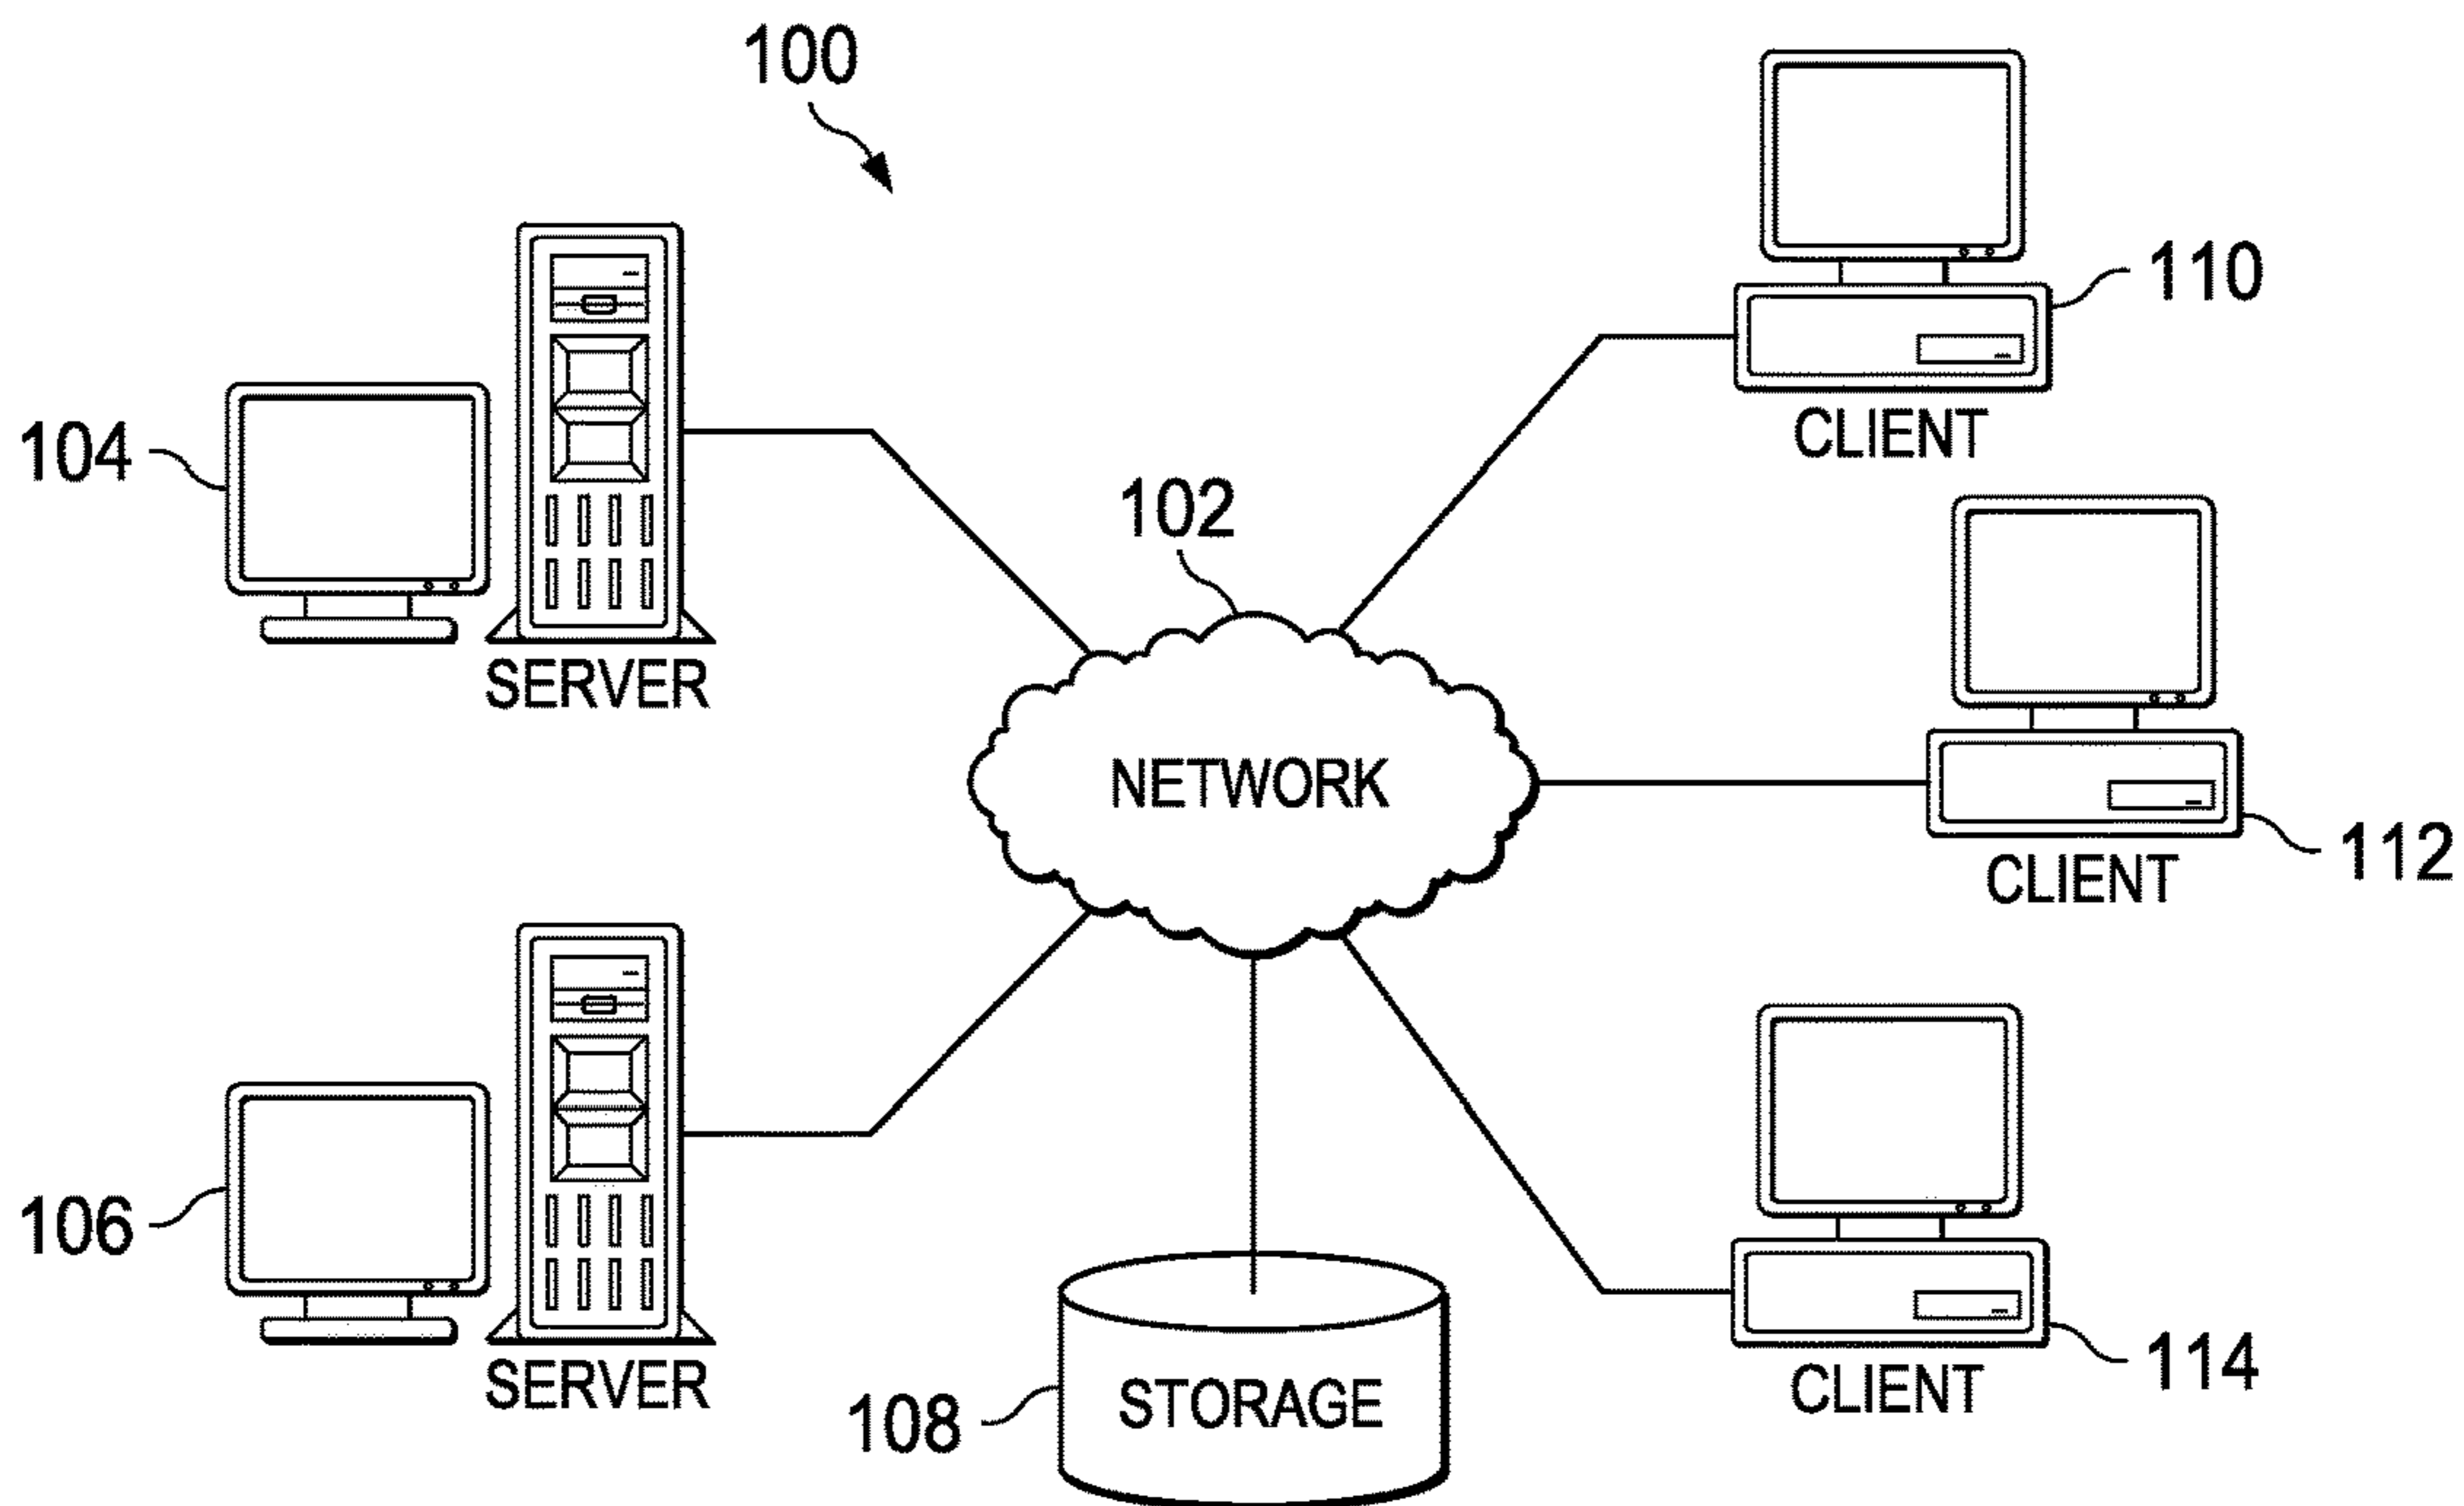 100
110
CLIENT
104
102
SERVER
NETWORK
112
CLIENT
106
SERVER
108
STORAGE
114
CLIENT